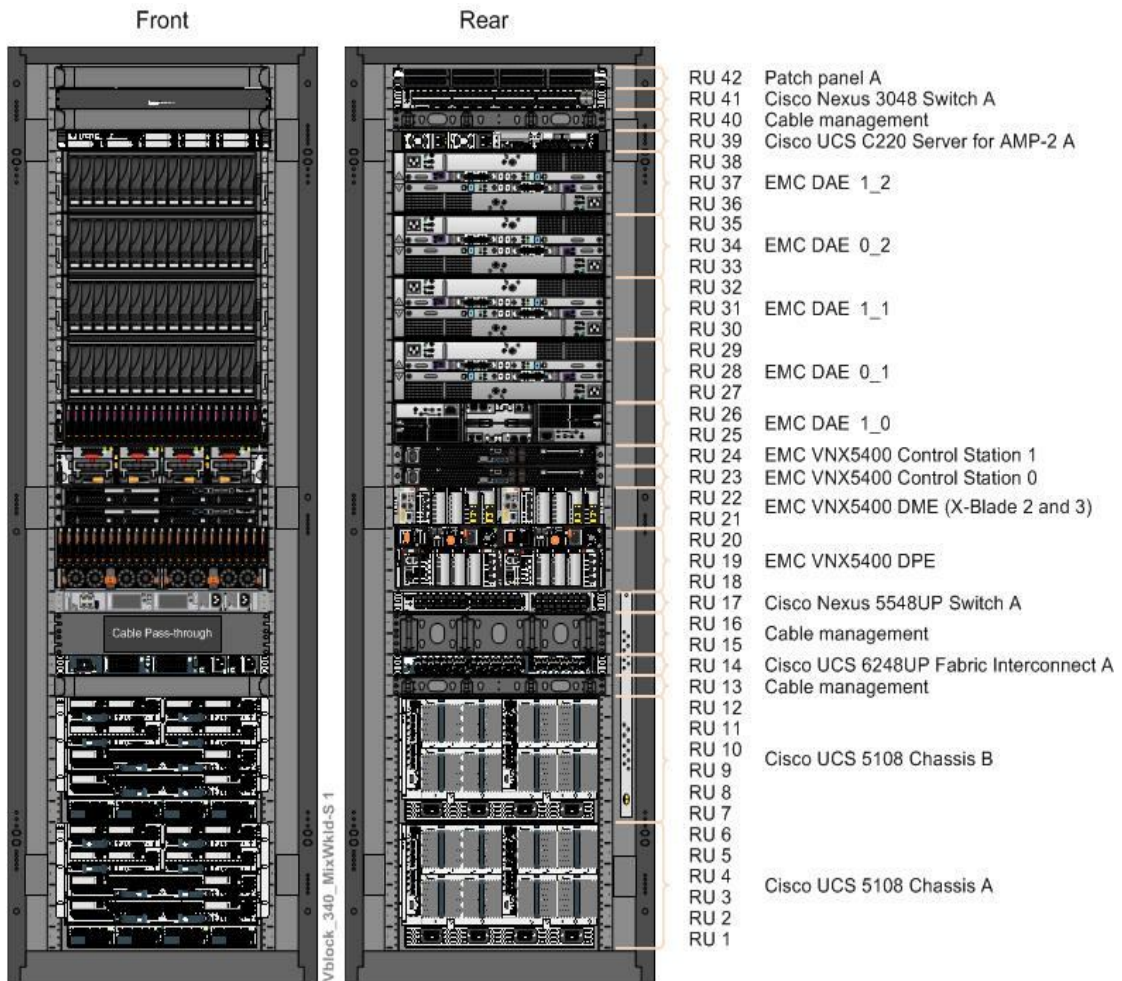 Front
Rear
RU 42 Patch panel A
RU 41 Cisco Nexus 3048 Switch A
RU 40 Cable management
RU 39 Cisco UCS C220 Server for AMP-2 A
RU 38
RU 37 EMC DAE 1_2
RU 36
RU 35
RU 34 EMC DAE 0_2
RU 33
RU 32
RU 31 EMC DAE 1_1
RU 30
RU 29
RU 28 EMC DAE 0_1
RU 27
RU 26
EMC DAE 1_0
RU 25
RU 24 EMC VNX5400 Control Station 1
RU 23 EMC VNX5400 Control Station 0
RU 22
EMC VNX5400 DME (X-Blade 2 and 3)
RU 21
RU 20
RU 19 EMC VNX5400 DPE
RU 18
RU 17 Cisco Nexus 5548UP Switch A
RU 16
Cable management
RU 15
RU 14 Cisco UCS 6248UP Fabric Interconnect A
RU 13 Cable management
RU 12
RU 11
RU 10
Cisco UCS 5108 Chassis B
RU 9
RU 8
RU 7
RU 6
RU 5
RU 4
Cisco UCS 5108 Chassis A
RU 3
RU 2
RU 1
Cable Pass-through
Vblock_340_MixWkld-S 1